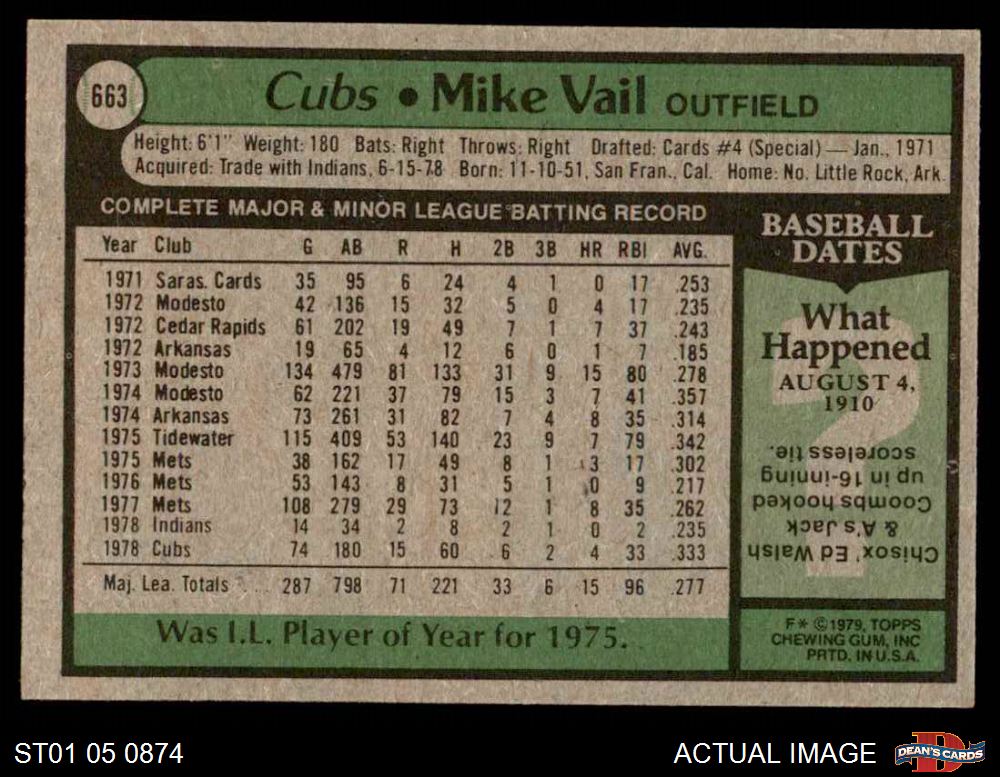 663
Cubs • Mike Vail OUTFIELD
Height: 6'1" Weight: 180 Bats: Right Throws: Right Drafted: Cards #4 (Special) — Jan., 1971
Acquired: Trade with Indians, 6-15-78 Born: 11-10-51, San Fran., Cal. Home: No. Little Rock, Ark.
COMPLETE MAJOR & MINOR LEAGUE BATTING RECORD
Year Club G AB R H 2B 3B HR RBI AVG.
1971 Saras. Cards 35 95 6 24 4 1 0 17 .253
1972 Modesto 42 136 15 32 5 0 4 17 .235
1972 Cedar Rapids 61 202 19 49 7 1 7 37 .243
1972 Arkansas 19 65 4 12 6 0 1 7 .185
1973 Modesto 134 479 81 133 31 9 15 80 .278
1974 Modesto 62 221 37 79 15 3 7 41 .357
1974 Arkansas 73 261 31 82 7 4 8 35 .314
1975 Tidewater 115 409 53 140 23 9 7 79 .342
1975 Mets 38 162 17 49 8 1 3 17 .302
1976 Mets 53 143 8 31 5 1 0 9 .217
1977 Mets 108 279 29 73 12 1 8 35 .262
1978 Indians 14 34 2 8 2 1 0 2 .235
1978 Cubs 74 180 15 60 6 2 4 33 .333
Maj. Lea. Totals 287 798 71 221 33 6 15 96 .277
Was I.L. Player of Year for 1975.
BASEBALL
DATES
What
Happened
AUGUST 4,
1910
Chisox' Ed Walsh
& A's Jack
Coombs hooked
up in 16-inning
scoreless tie.
F* © 1979, TOPPS
CHEWING GUM, INC
PRTD. IN U.S.A.
ST01 05 0874
ACTUAL IMAGE
D
DEAN'S CARDS